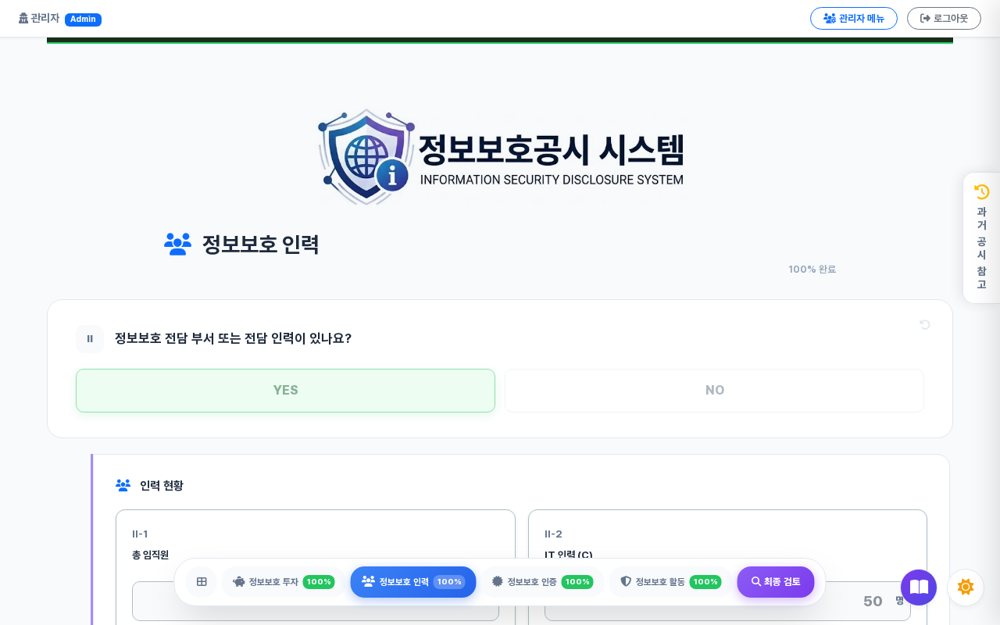 관리자 Admin
관리자 메뉴
로그아웃
정보보호공시 시스템
INFORMATION SECURITY DISCLOSURE SYSTEM
과거 공시 참고
정보보호 인력
100% 완료
II 정보보호 전담 부서 또는 전담 인력이 있나요?
YES
NO
인력 현황
II-1
총 임직원
II-2
IT 인력 (C)
50 명
정보보호 투자 100%
정보보호 인력 100%
정보보호 인증 100%
정보보호 활동 100%
최종 검토